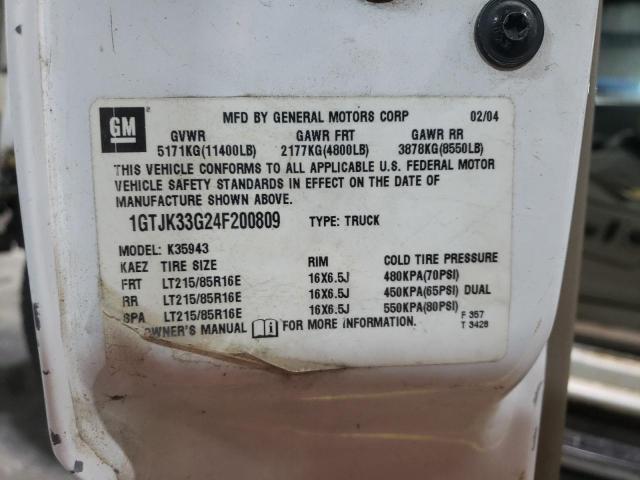 GM MFD BY GENERAL MOTORS CORP 02/04
GVWR GAWR FRT GAWR RR
5171KG(11400LB) 2177KG(4800LB) 3878KG(8550LB)
THIS VEHICLE CONFORMS TO ALL APPLICABLE U.S. FEDERAL MOTOR
VEHICLE SAFETY STANDARDS IN EFFECT ON THE DATE OF
MANUFACTURE SHOWN ABOVE.
1GTJK33G24F200809 TYPE: TRUCK
MODEL: K35943
KAEZ TIRE SIZE RIM COLD TIRE PRESSURE
FRT LT215/85R16E 16X6.5J 480KPA(70PSI)
RR LT215/85R16E 16X6.5J 450KPA(65PSI) DUAL
SPA LT215/85R16E 16X6.5J 550KPA(80PSI)
OWNER'S MANUAL FOR MORE INFORMATION. F 357
T 3428